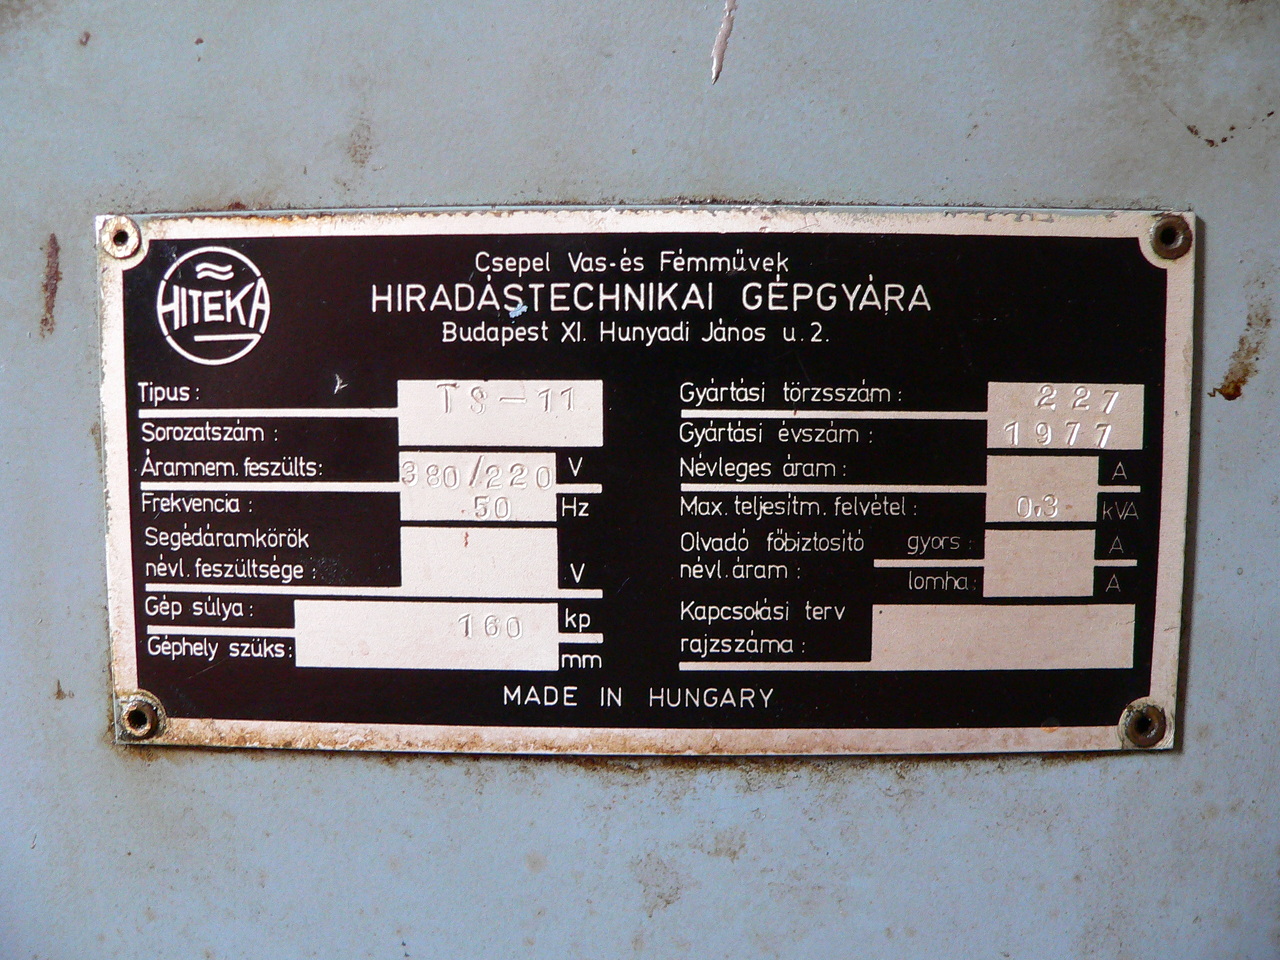 HITEKA
Csepel Vas-és Fémművek
HIRADÁSTECHNIKAI GÉPGYÁRA
Budapest XI. Hunyadi János u. 2.
Tipus: TS-11
Sorozatszám:
Áramnem. feszülts: 380/220 V
Frekvencia: 50 Hz
Segédáramkörök
névl. feszültsége: V
Gép súlya: 160 kp
Géphely szüks: mm
Gyártási törzsszám: 227
Gyártási évszám: 1977
Névleges áram: A
Max. teljesitm. felvétel: 0,3 kVA
Olvadó főbiztositó gyors: A
névl. áram: lomha: A
Kapcsolási terv
rajzszáma:
MADE IN HUNGARY